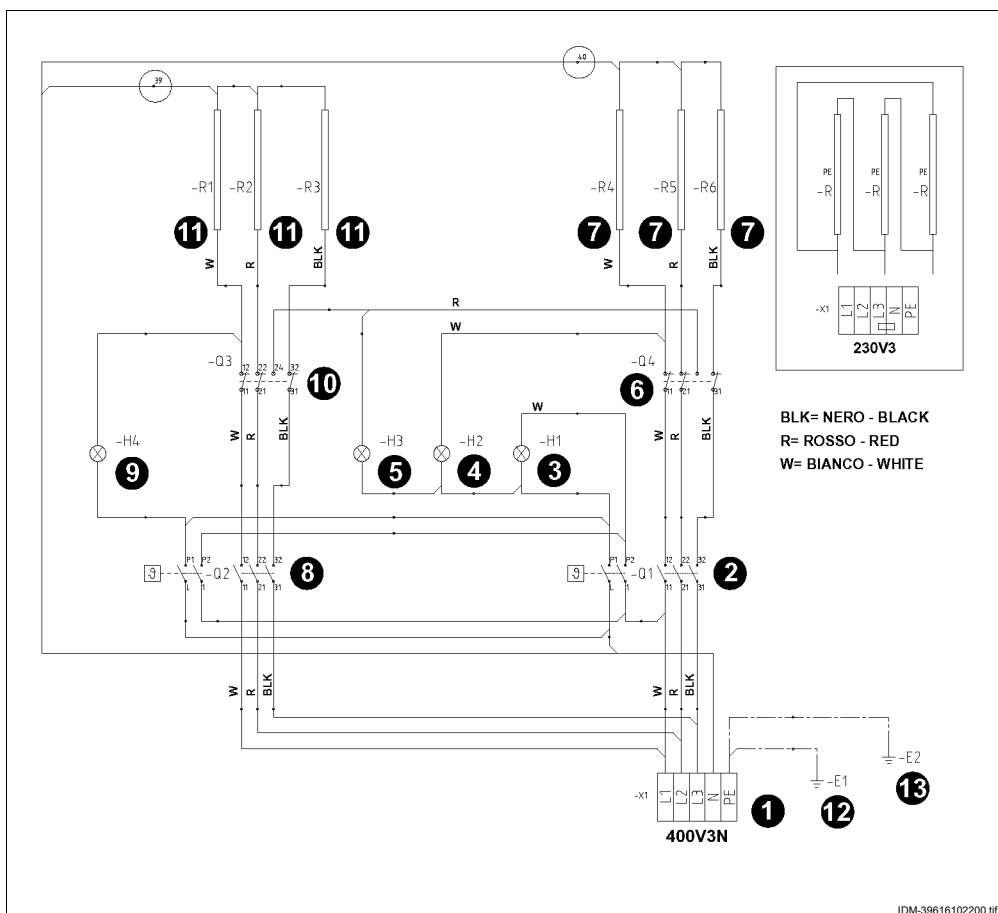 39
40
-R1
-R2
-R3
-R4
-R5
-R6
11
11
11
7
7
7
W
R
BLK
W
R
BLK
PE
-R
PE
-R
PE
-R
-X1
L1
L2
L3
N
PE
230V3
R
W
-Q3
12
22
24
32
11
21
31
10
-Q4
11
21
31
6
W
BLK= NERO - BLACK
R= ROSSO - RED
W= BIANCO - WHITE
W
R
BLK
-H4
9
-H3
5
-H2
4
-H1
3
P1
P2
-Q2
12
22
32
L
1
11
21
31
8
ϑ
P1
P2
-Q1
12
22
32
L
1
11
21
31
2
ϑ
W
R
BLK
W
R
BLK
-E2
13
-E1
12
-X1
L1
L2
L3
N
PE
1
400V3N
IDM-39616102200.tif